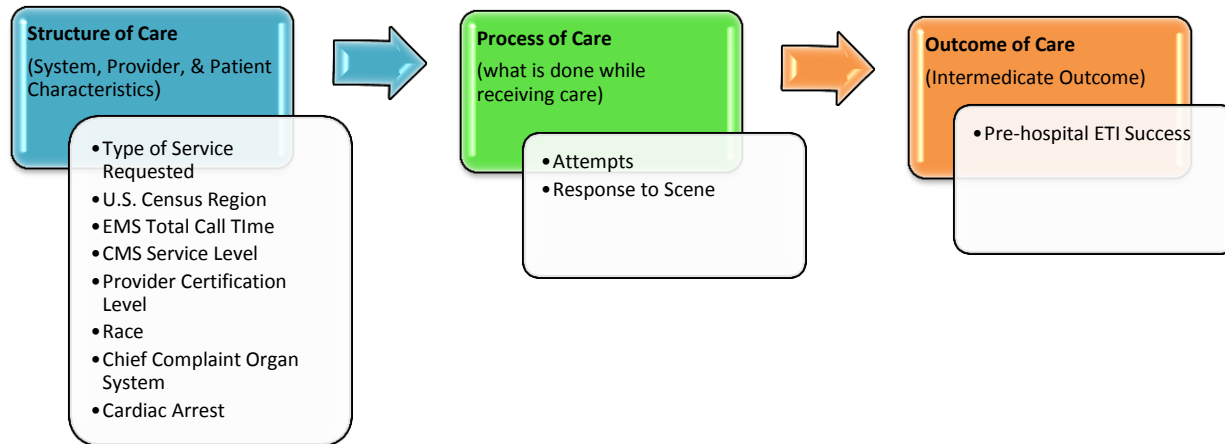 Structure of Care
(System, Provider, & Patient
Characteristics)
•Type of Service
Requested
•U.S. Census Region
•EMS Total Call TIme
•CMS Service Level
•Provider Certification
Level
•Race
•Chief Complaint Organ
System
•Cardiac Arrest
Process of Care
(what is done while
receiving care)
•Attempts
•Response to Scene
Outcome of Care
(Intermedicate Outcome)
•Pre-hospital ETI Success